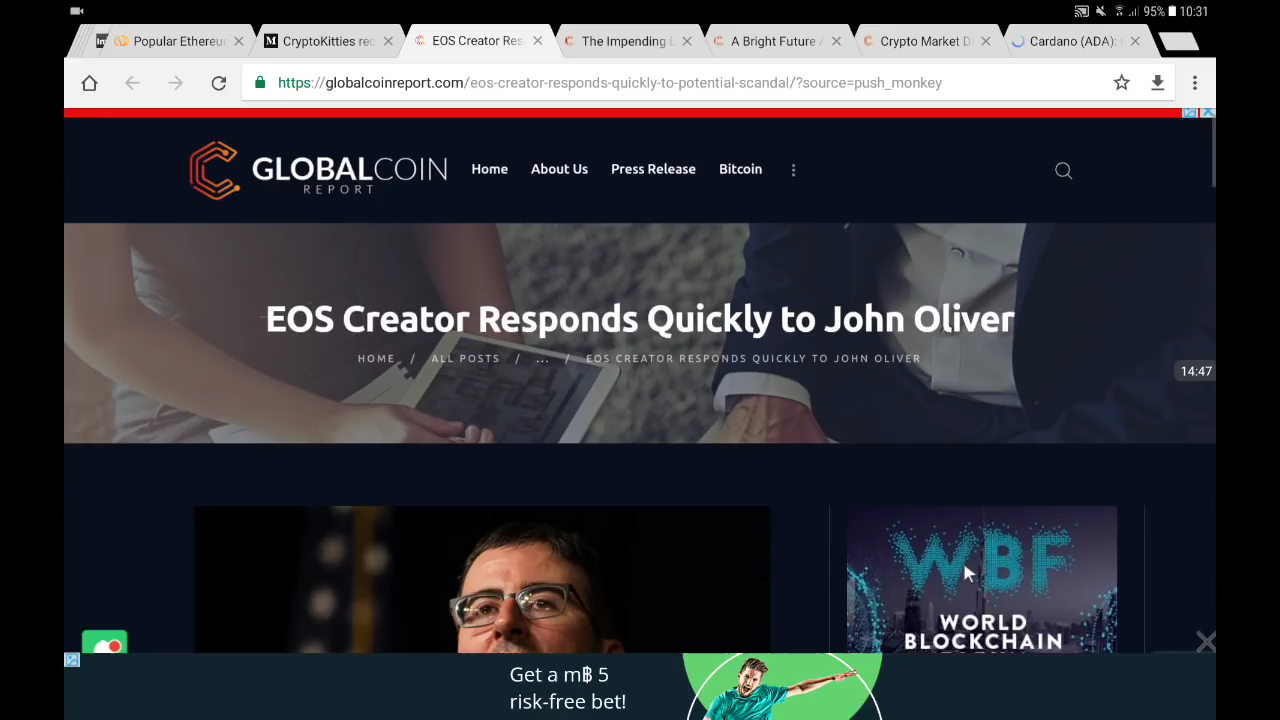 95% 10:31
Popular Ethereu
CryptoKitties rec
EOS Creator Res
The Impending
A Bright Future
Crypto Market D
Cardano (ADA):
https://globalcoinreport.com/eos-creator-responds-quickly-to-potential-scandal/?source=push_monkey
GLOBALCOIN
REPORT
Home
About Us
Press Release
Bitcoin
EOS Creator Responds Quickly to John Oliver
HOME / ALL POSTS / ... / EOS CREATOR RESPONDS QUICKLY TO JOHN OLIVER
14:47
WBF
WORLD
BLOCKCHAIN
Get a m฿ 5
risk-free bet!